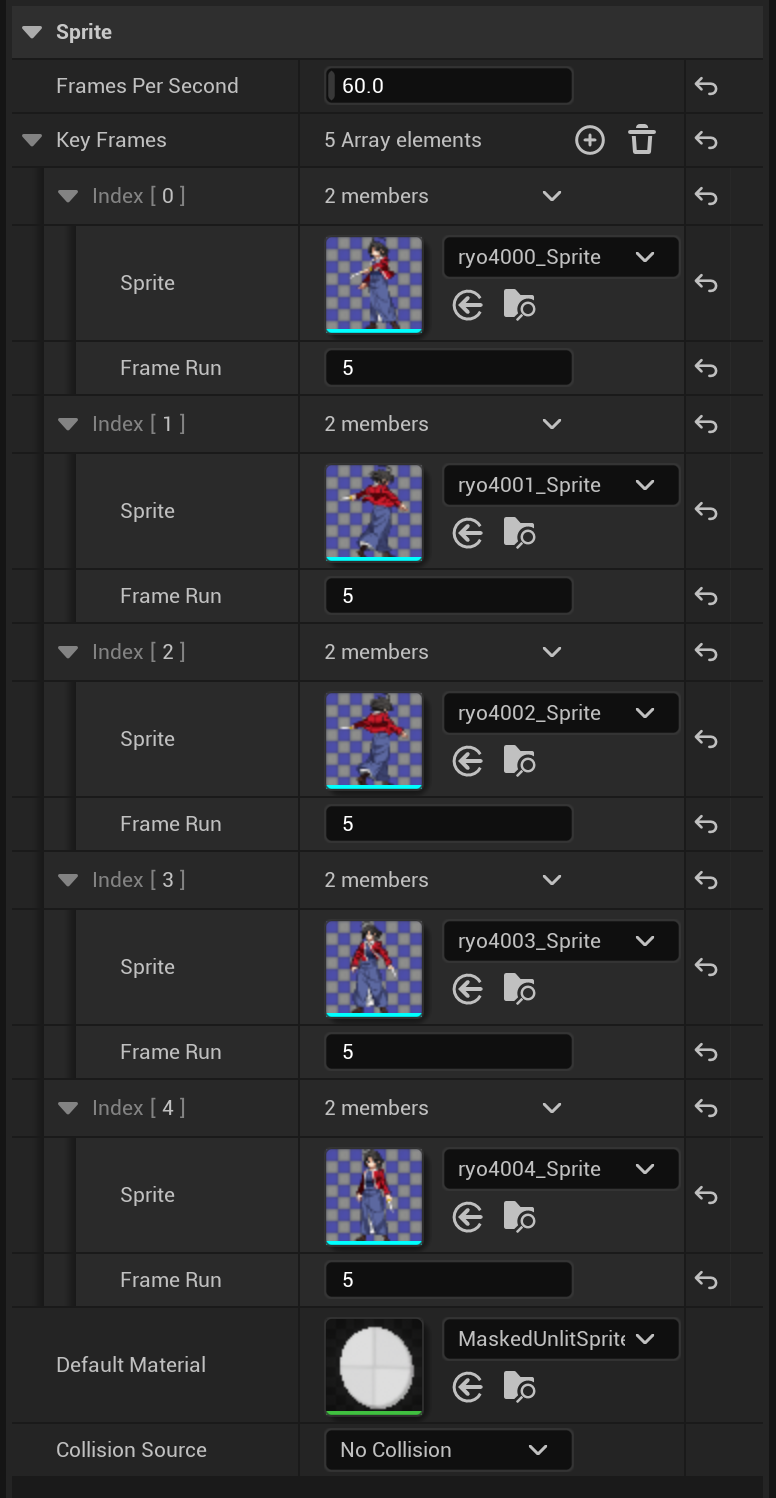 Sprite
Frames Per Second 60.0
Key Frames 5 Array elements
Index [ 0 ] 2 members
Sprite ryo4000_Sprite
Frame Run 5
Index [ 1 ] 2 members
Sprite ryo4001_Sprite
Frame Run 5
Index [ 2 ] 2 members
Sprite ryo4002_Sprite
Frame Run 5
Index [ 3 ] 2 members
Sprite ryo4003_Sprite
Frame Run 5
Index [ 4 ] 2 members
Sprite ryo4004_Sprite
Frame Run 5
Default Material MaskedUnlitSprite
Collision Source No Collision